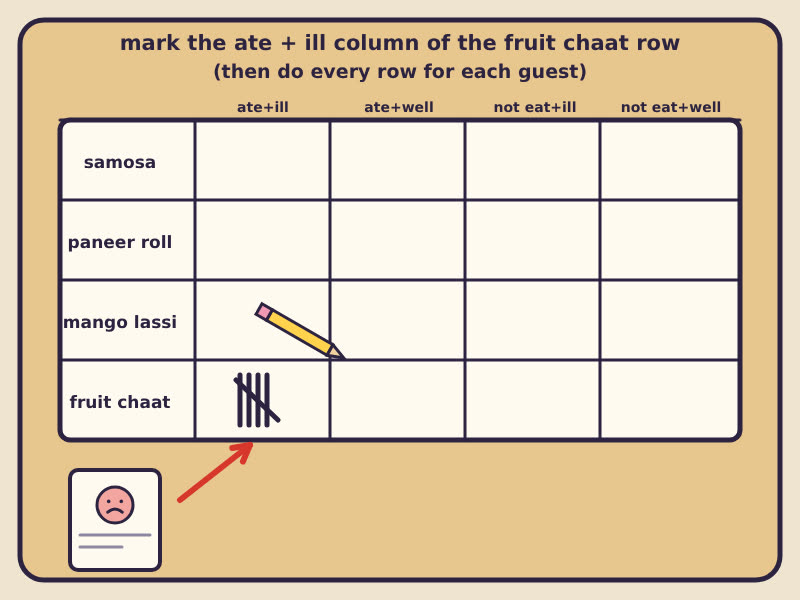 mark the ate + ill column of the fruit chaat row
(then do every row for each guest)
ate+ill ate+well not eat+ill not eat+well
samosa
paneer roll
mango lassi
fruit chaat